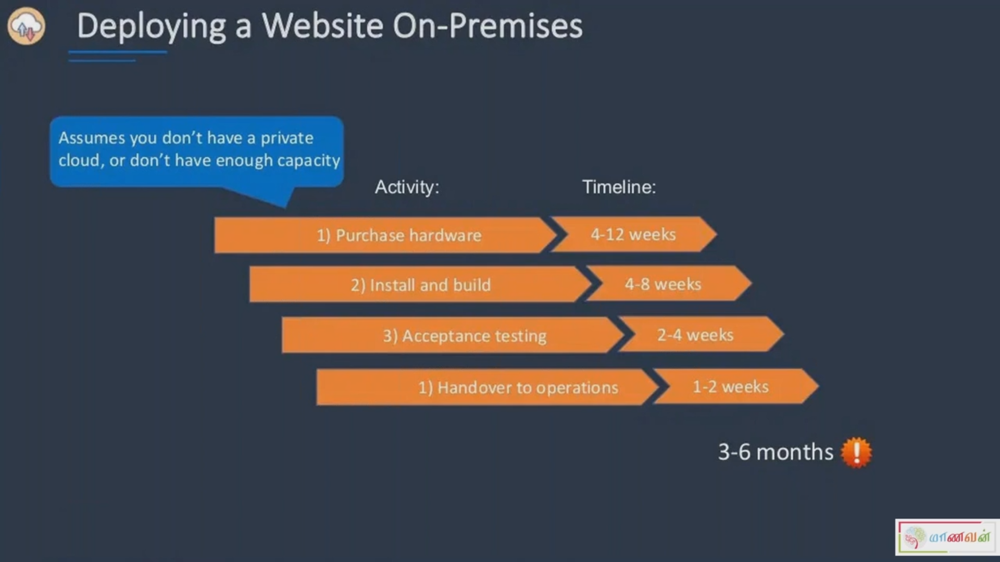 Deploying a Website On-Premises
Assumes you don't have a private
cloud, or don't have enough capacity
Activity:
Timeline:
1) Purchase hardware
4-12 weeks
2) Install and build
4-8 weeks
3) Acceptance testing
2-4 weeks
1) Handover to operations
1-2 weeks
3-6 months
மாணவன்